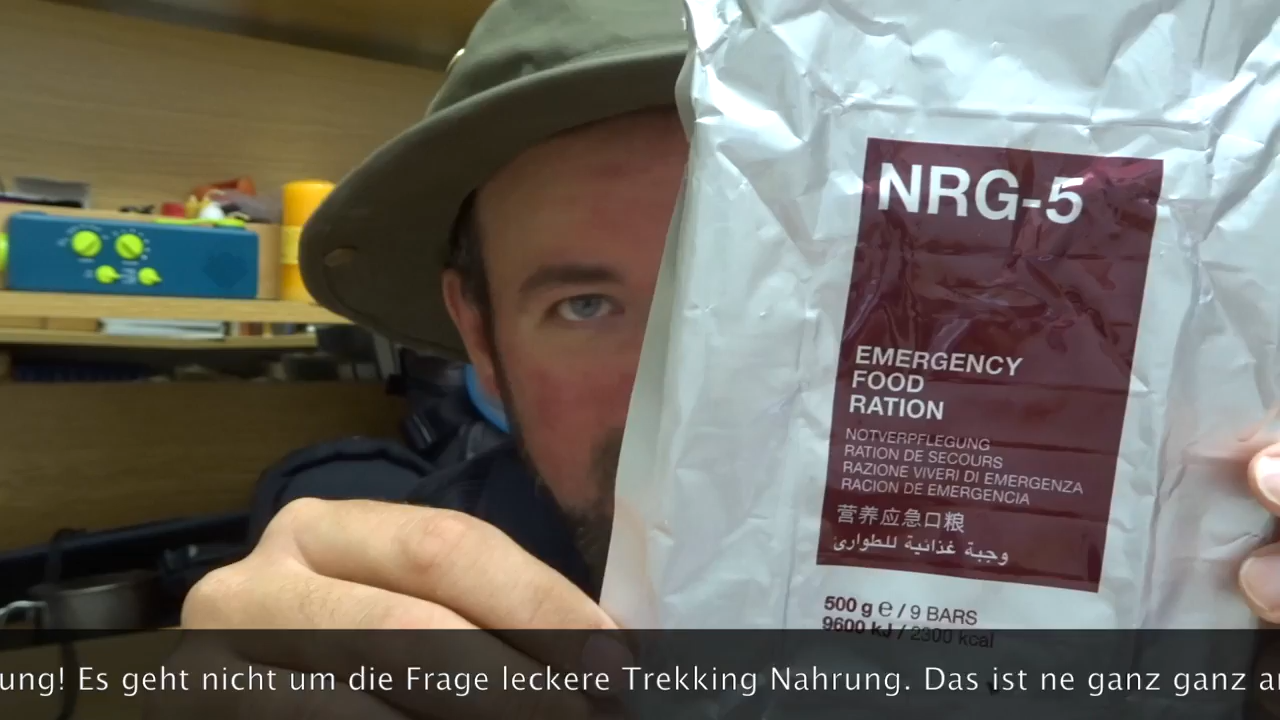 NRG-5
EMERGENCY
FOOD
RATION
NOTVERPFLEGUNG
RATION DE SECOURS
RAZIONE VIVERI DI EMERGENZA
RACION DE EMERGENCIA
营养应急口粮
وجبة غذائية للطوارئ
500 g ℮ / 9 BARS
9600 kJ / 2300 kcal
ung! Es geht nicht um die Frage leckere Trekking Nahrung. Das ist ne ganz ganz